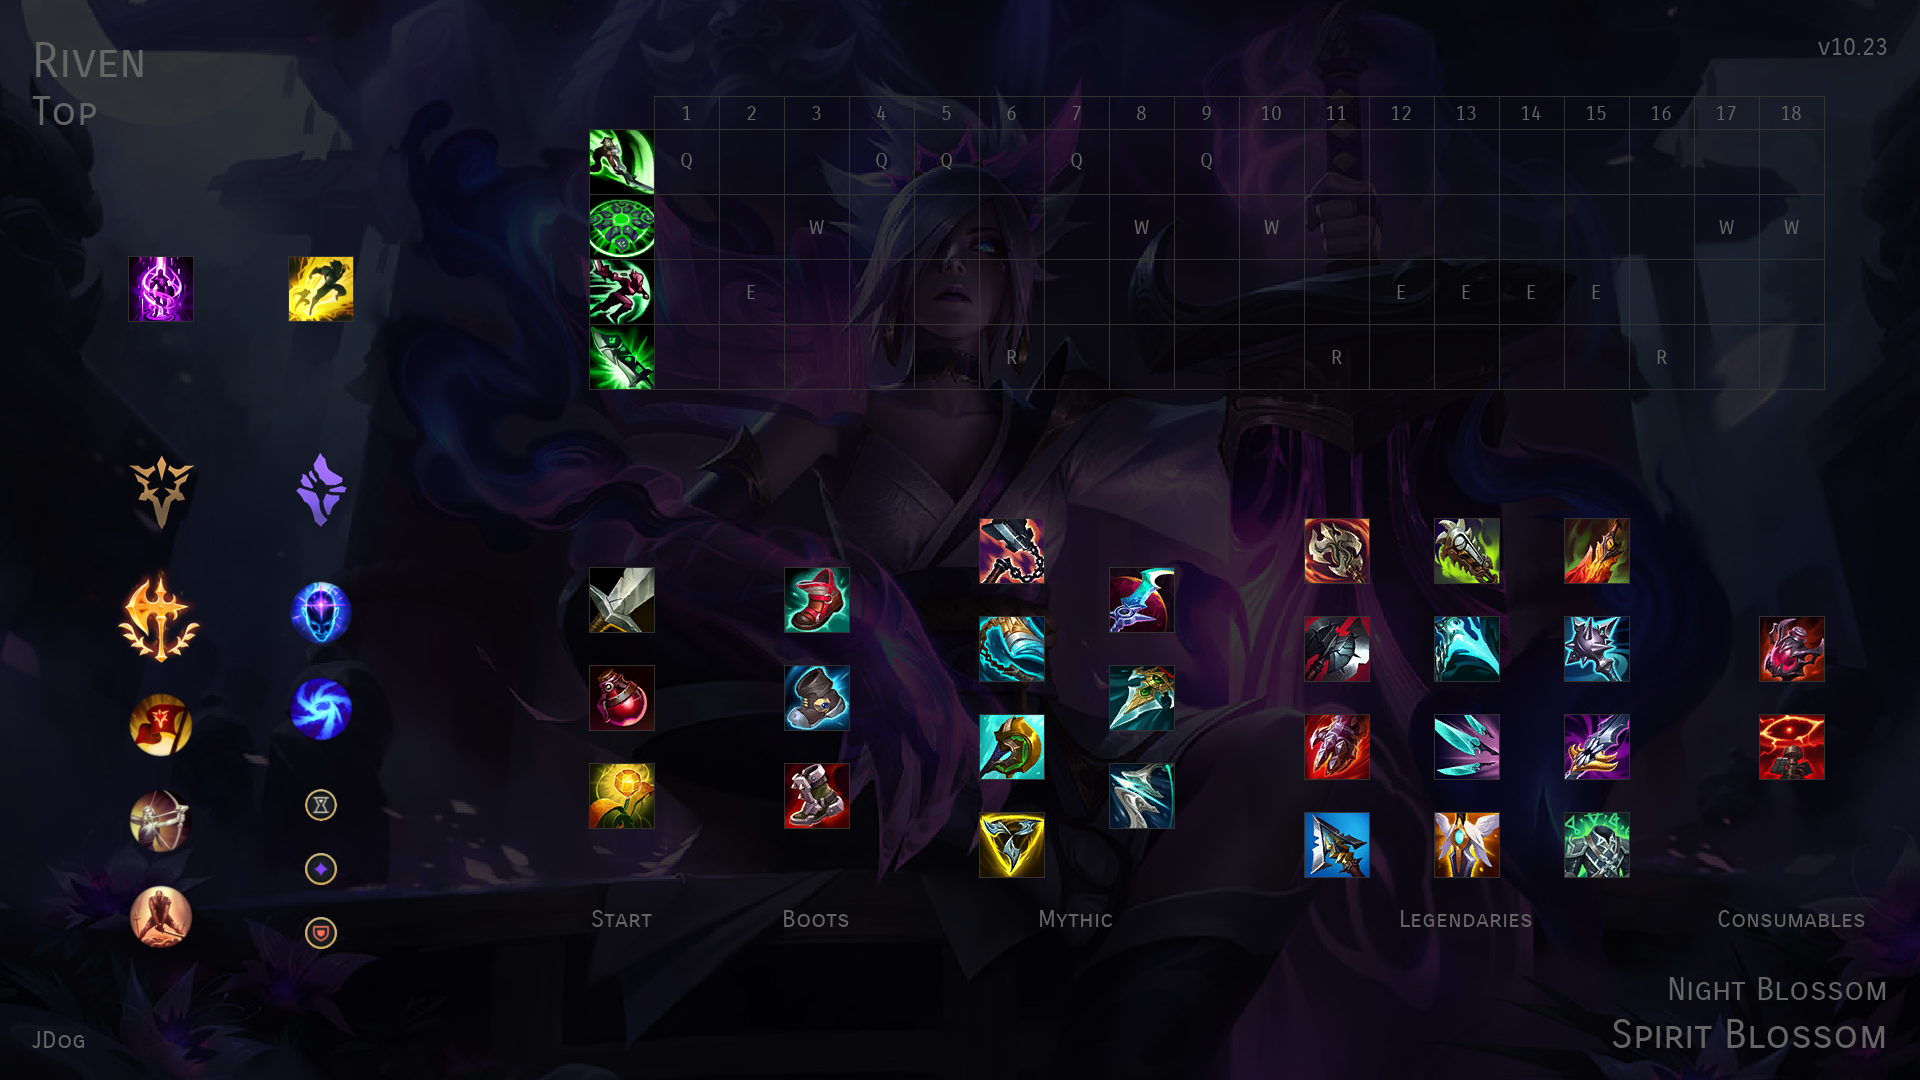 Riven
Top
v10.23
1 2 3 4 5 6 7 8 9 10 11 12 13 14 15 16 17 18
Q Q Q Q Q
W W W W W
E E E E E
R R R
Start Boots Mythic Legendaries Consumables
Night Blossom
Spirit Blossom
JDog